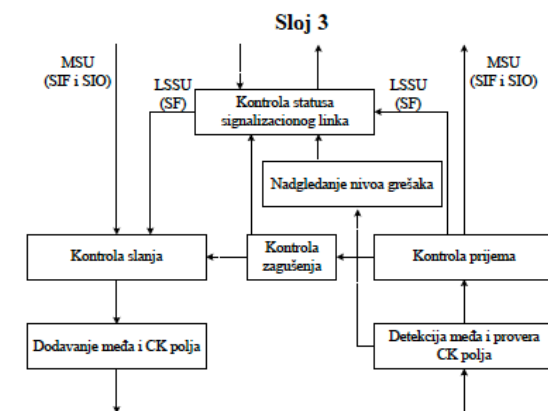 Sloj 3
MSU
(SIF i SIO)
LSSU
(SF)
Kontrola statusa
signalizacionog linka
LSSU
(SF)
MSU
(SIF i SIO)
Nadgledanje nivoa grešaka
Kontrola slanja
Kontrola
zagušenja
Kontrola prijema
Dodavanje međa i CK polja
Detekcija međa i provera
CK polja